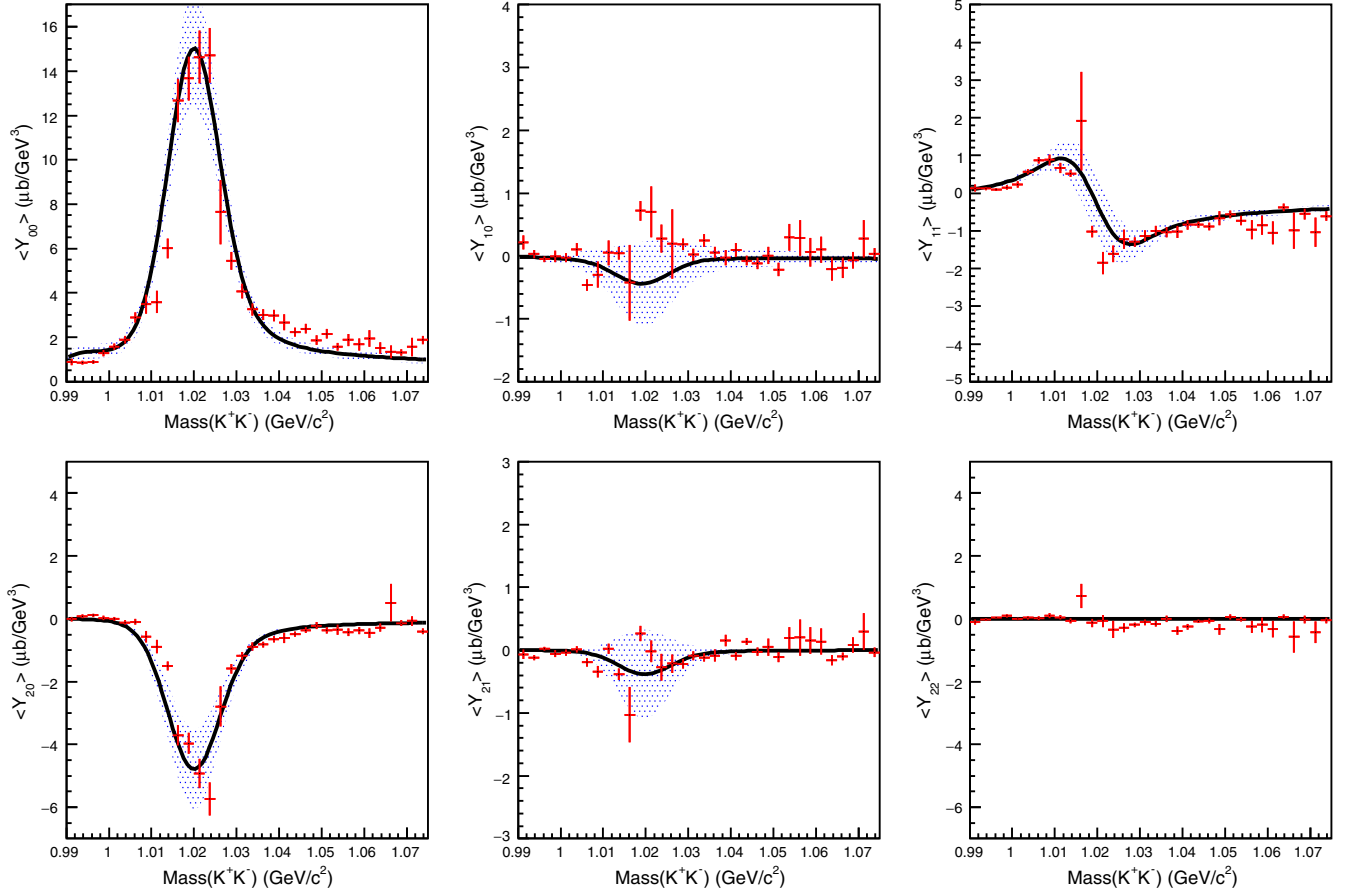 <Y₀₀> (μb/GeV³)
16
14
12
10
8
6
4
2
0
0.99 1 1.01 1.02 1.03 1.04 1.05 1.06 1.07
Mass(K⁺K⁻) (GeV/c²)
<Y₁₀> (μb/GeV³)
4
3
2
1
0
−1
−2
0.99 1 1.01 1.02 1.03 1.04 1.05 1.06 1.07
Mass(K⁺K⁻) (GeV/c²)
<Y₁₁> (μb/GeV³)
5
4
3
2
1
0
−1
−2
−3
−4
−5
0.99 1 1.01 1.02 1.03 1.04 1.05 1.06 1.07
Mass(K⁺K⁻) (GeV/c²)
<Y₂₀> (μb/GeV³)
4
2
0
−2
−4
−6
0.99 1 1.01 1.02 1.03 1.04 1.05 1.06 1.07
Mass(K⁺K⁻) (GeV/c²)
<Y₂₁> (μb/GeV³)
3
2
1
0
−1
−2
−3
0.99 1 1.01 1.02 1.03 1.04 1.05 1.06 1.07
Mass(K⁺K⁻) (GeV/c²)
<Y₂₂> (μb/GeV³)
4
2
0
−2
−4
−6
0.99 1 1.01 1.02 1.03 1.04 1.05 1.06 1.07
Mass(K⁺K⁻) (GeV/c²)